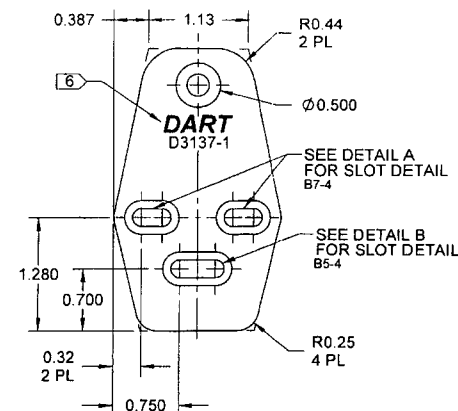 0.387
1.13
R0.44
2 PL
6
Ø0.500
DART
D3137-1
SEE DETAIL A
FOR SLOT DETAIL
B7-4
SEE DETAIL B
FOR SLOT DETAIL
B5-4
1.280
0.700
R0.25
4 PL
0.32
2 PL
0.750